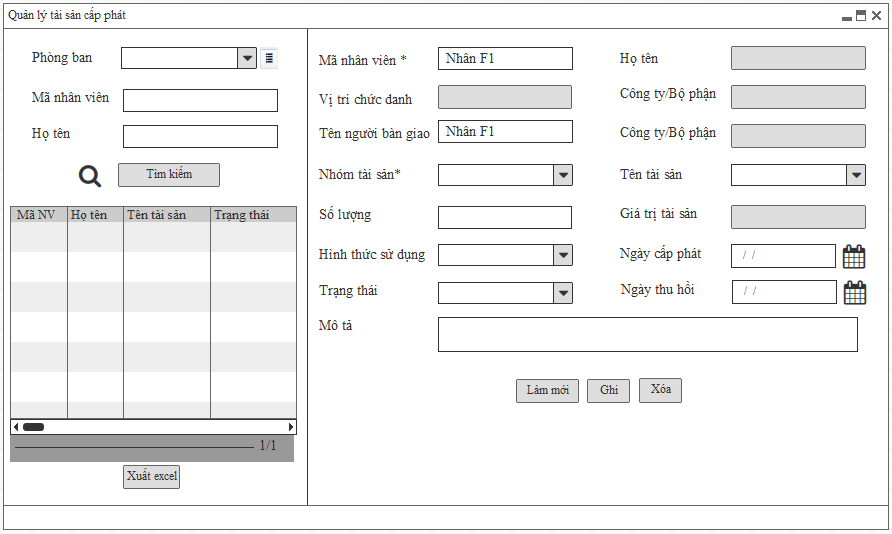 Quản lý tài sản cấp phát
Phòng ban
Mã nhân viên
Họ tên
Tìm kiếm
Mã NV Họ tên Tên tài sản Trạng thái
1/1
Xuất excel
Mã nhân viên * Nhấn F1 Họ tên
Vị trí chức danh Công ty/Bộ phận
Tên người bàn giao Nhấn F1 Công ty/Bộ phận
Nhóm tài sản* Tên tài sản
Số lượng Giá trị tài sản
Hình thức sử dụng Ngày cấp phát / /
Trạng thái Ngày thu hồi / /
Mô tả
Làm mới Ghi Xóa